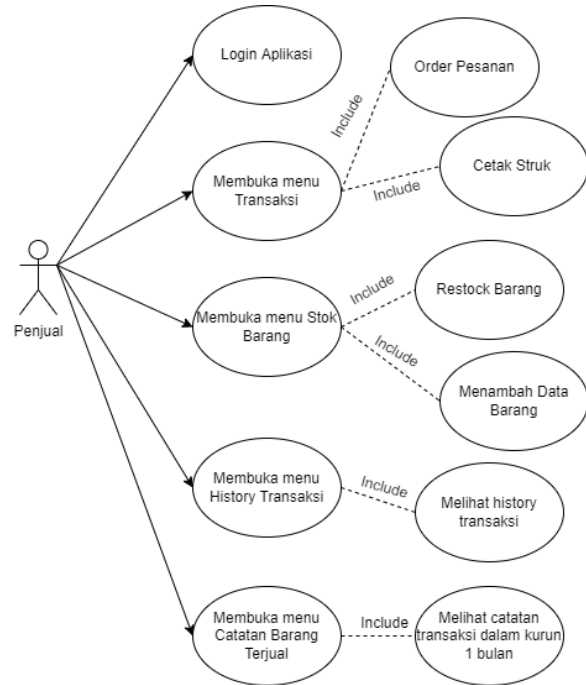 Login Aplikasi
Order Pesanan
Include
Cetak Struk
Membuka menu
Transaksi
Include
Penjual
Include
Restock Barang
Membuka menu Stok
Barang
Include
Menambah Data
Barang
Membuka menu
History Transaksi
Include
Melihat history
transaksi
Membuka menu
Catatan Barang
Terjual
Include
Melihat catatan
transaksi dalam kurun
1 bulan